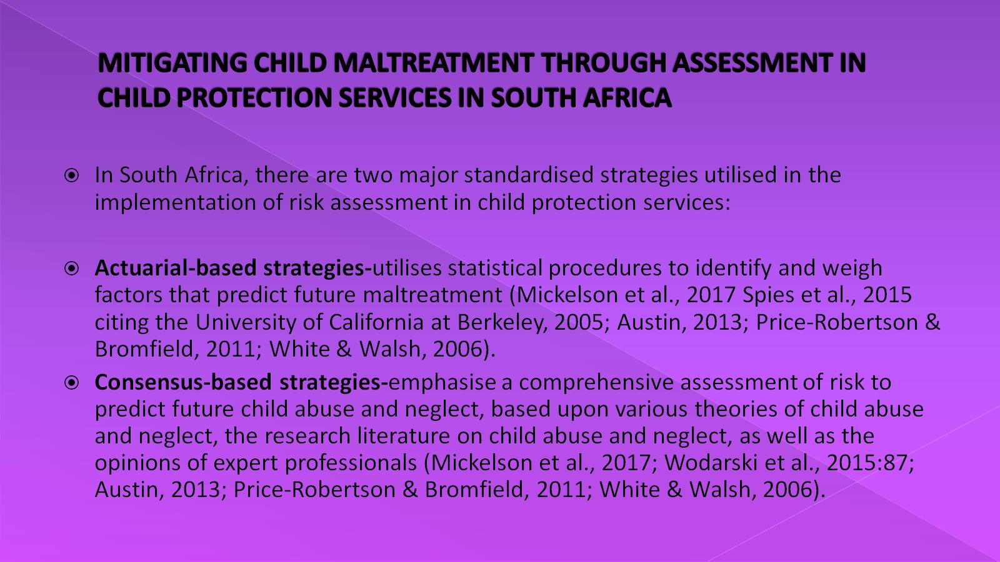 MITIGATING CHILD MALTREATMENT THROUGH ASSESSMENT IN
CHILD PROTECTION SERVICES IN SOUTH AFRICA
In South Africa, there are two major standardised strategies utilised in the
implementation of risk assessment in child protection services:
Actuarial-based strategies-utilises statistical procedures to identify and weigh
factors that predict future maltreatment (Mickelson et al., 2017 Spies et al., 2015
citing the University of California at Berkeley, 2005; Austin, 2013; Price-Robertson &
Bromfield, 2011; White & Walsh, 2006).
Consensus-based strategies-emphasise a comprehensive assessment of risk to
predict future child abuse and neglect, based upon various theories of child abuse
and neglect, the research literature on child abuse and neglect, as well as the
opinions of expert professionals (Mickelson et al., 2017; Wodarski et al., 2015:87;
Austin, 2013; Price-Robertson & Bromfield, 2011; White & Walsh, 2006).